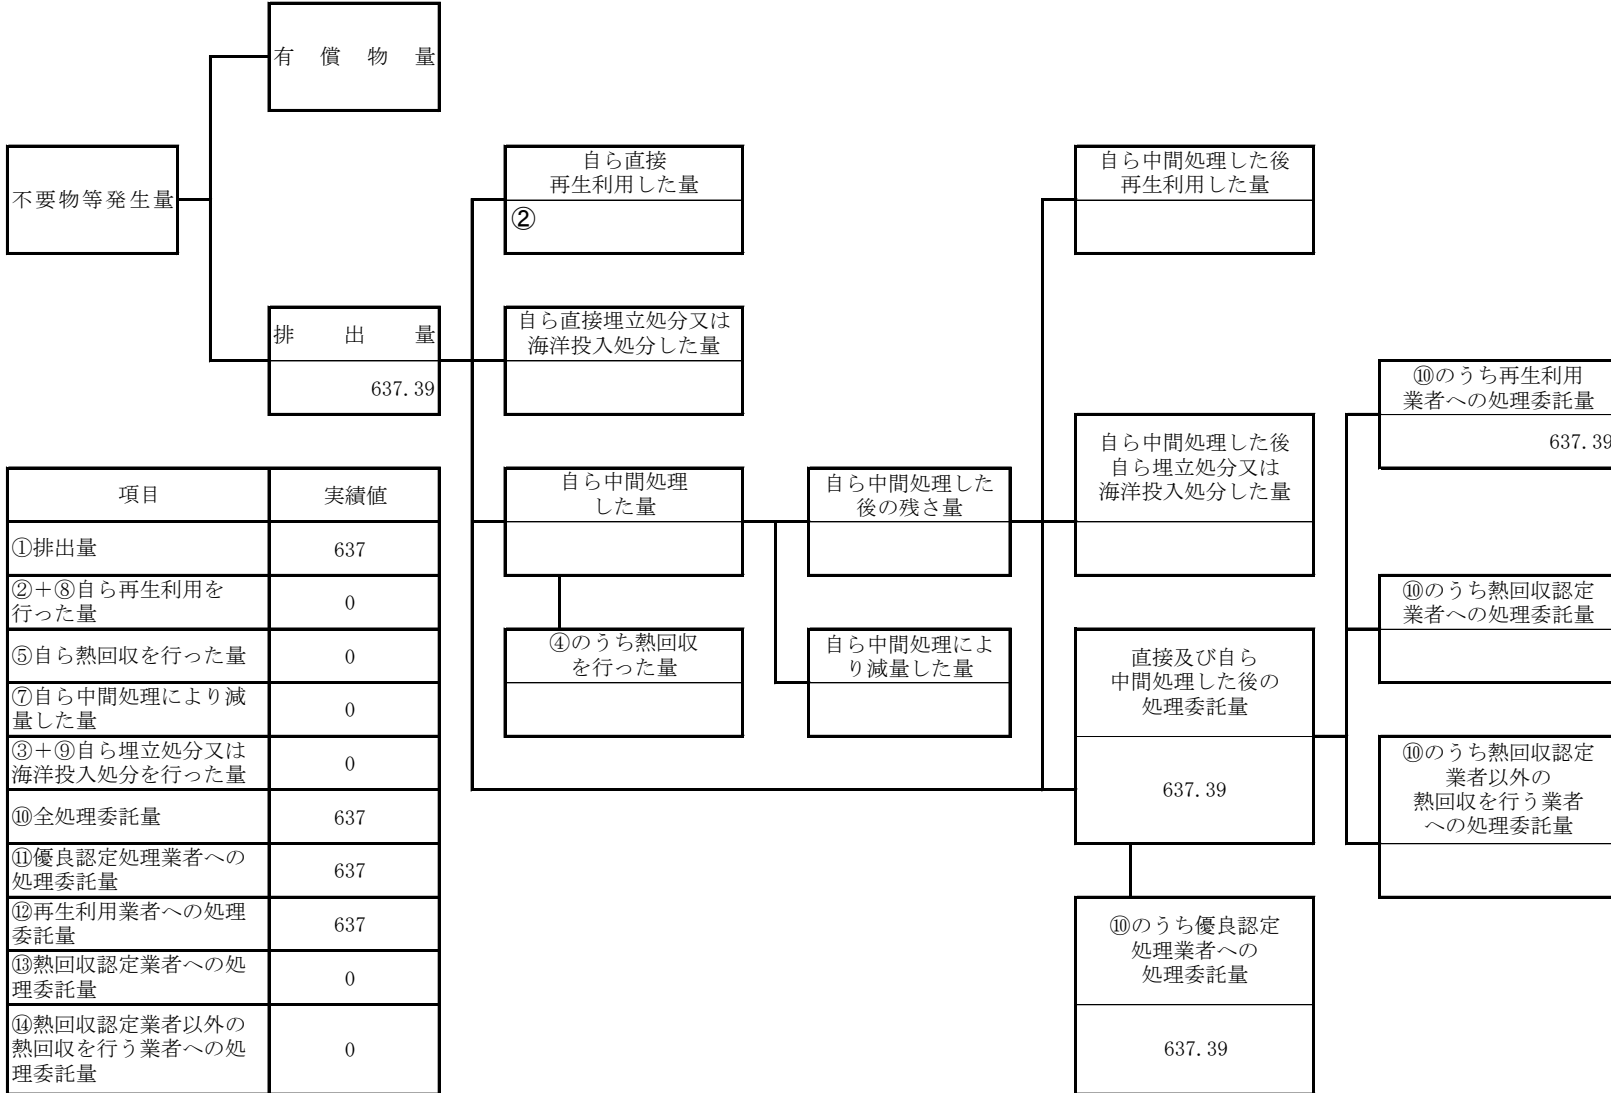 有償物量
不要物等発生量
排出量
637.39
自ら直接
再生利用した量
②
自ら直接埋立処分又は
海洋投入処分した量
自ら中間処理
した量
④のうち熱回収
を行った量
自ら中間処理した
後の残さ量
自ら中間処理によ
り減量した量
自ら中間処理した後
再生利用した量
自ら中間処理した後
自ら埋立処分又は
海洋投入処分した量
直接及び自ら
中間処理した後の
処理委託量
637.39
⑩のうち優良認定
処理業者への
処理委託量
637.39
⑩のうち再生利用
業者への処理委託量
637.39
⑩のうち熱回収認定
業者への処理委託量
⑩のうち熱回収認定
業者以外の
熱回収を行う業者
への処理委託量
項目 実績値
①排出量 637
②＋⑧自ら再生利用を
行った量 0
⑤自ら熱回収を行った量 0
⑦自ら中間処理により減
量した量 0
③＋⑨自ら埋立処分又は
海洋投入処分を行った量 0
⑩全処理委託量 637
⑪優良認定処理業者への
処理委託量 637
⑫再生利用業者への処理
委託量 637
⑬熱回収認定業者への処
理委託量 0
⑭熱回収認定業者以外の
熱回収を行う業者への処
理委託量 0